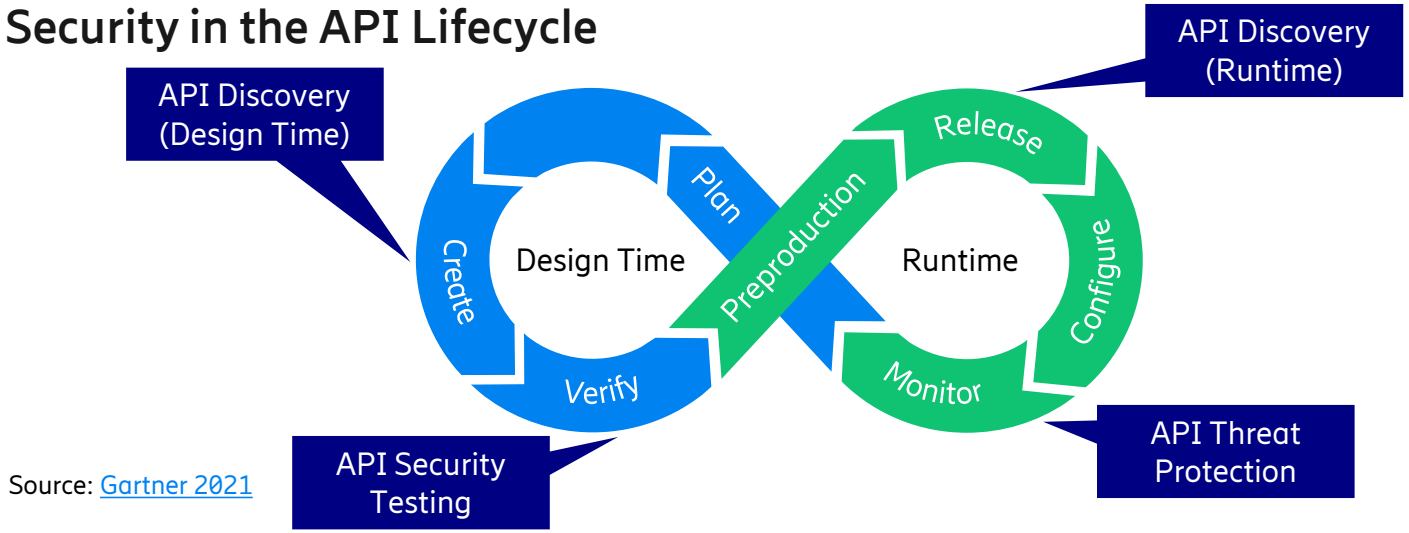 Security in the API Lifecycle
API Discovery
(Runtime)
API Discovery
(Design Time)
Release
Plan
Preproduction
Configure
Create
Design Time
Runtime
Verify
Monitor
API Threat
Protection
API Security
Testing
Source: Gartner 2021